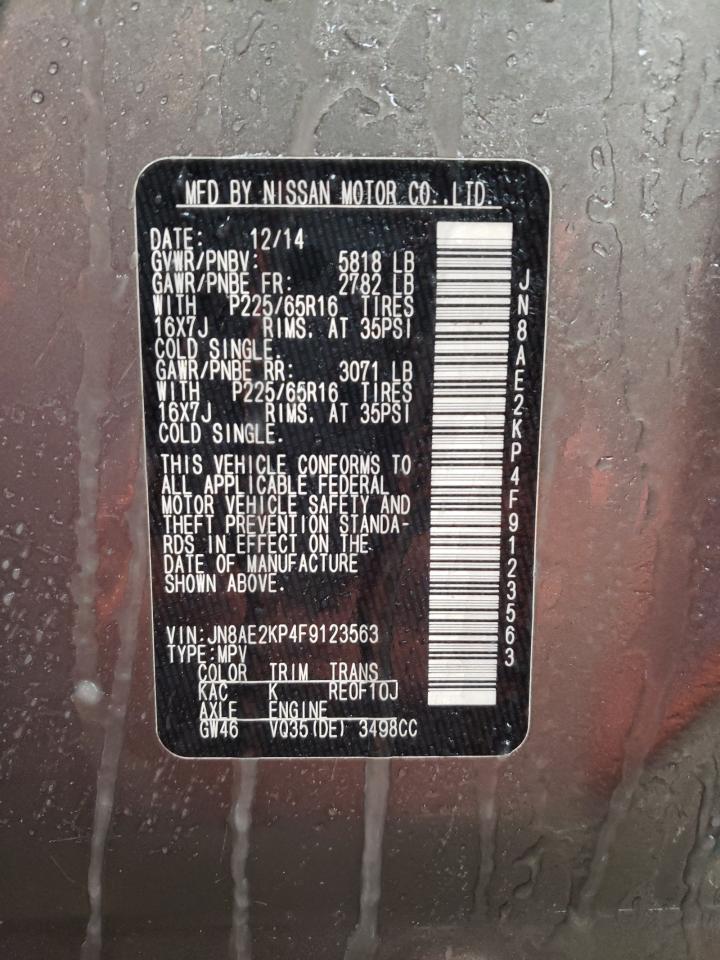 MFD BY NISSAN MOTOR CO.,LTD.
DATE: 12/14
GVWR/PNBV: 5818 LB
GAWR/PNBE FR: 2782 LB
WITH P225/65R16 TIRES
16X7J RIMS. AT 35PSI
COLD SINGLE.
GAWR/PNBE RR: 3071 LB
WITH P225/65R16 TIRES
16X7J RIMS. AT 35PSI
COLD SINGLE.
THIS VEHICLE CONFORMS TO
ALL APPLICABLE FEDERAL
MOTOR VEHICLE SAFETY AND
THEFT PREVENTION STANDA-
RDS IN EFFECT ON THE
DATE OF MANUFACTURE
SHOWN ABOVE.
VIN:JN8AE2KP4F9123563
TYPE:MPV
COLOR TRIM TRANS
KAC K RE0F10J
AXLE ENGINE
GW46 VQ35(DE) 3498CC
JN8AE2KP4F9123563